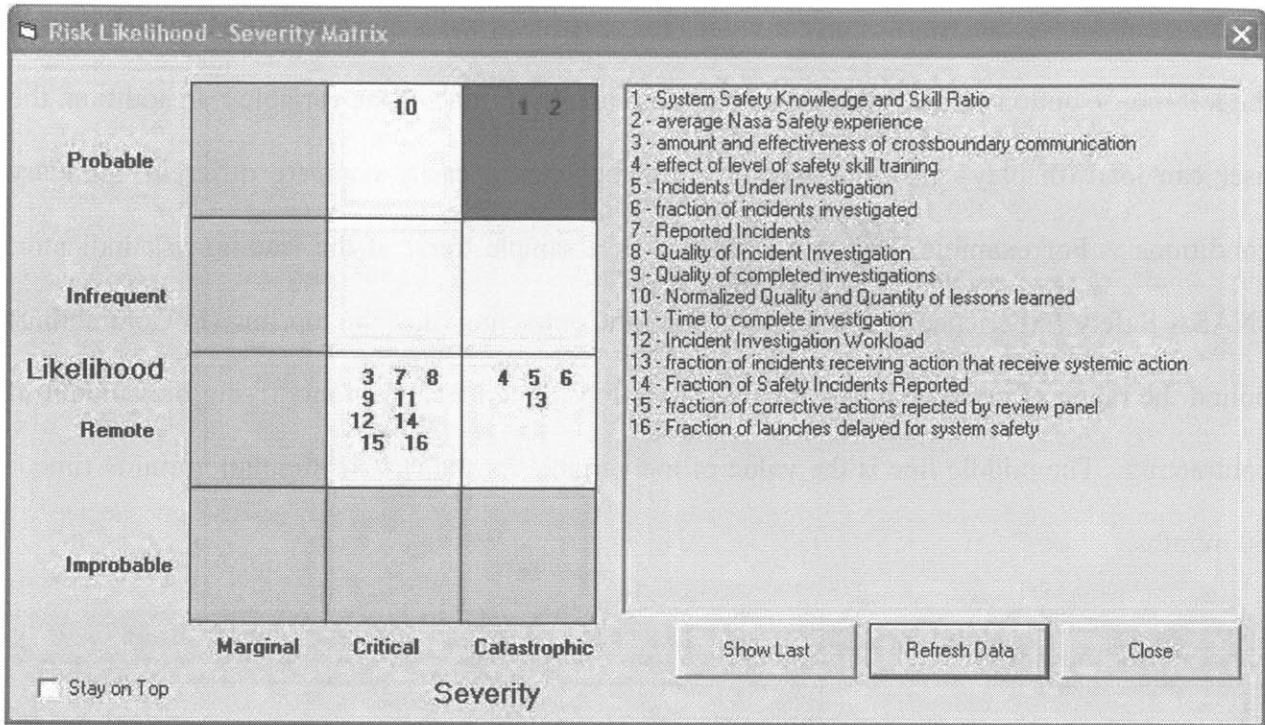 Risk Likelihood - Severity Matrix
Probable
Infrequent
Likelihood
Remote
Improbable
10
1 2
3 7 8
9 11
12 14
15 16
4 5 6
13
Marginal Critical Catastrophic
Severity
Stay on Top
1 - System Safety Knowledge and Skill Ratio
2 - average Nasa Safety experience
3 - amount and effectiveness of crossboundary communication
4 - effect of level of safety skill training
5 - Incidents Under Investigation
6 - fraction of incidents investigated
7 - Reported Incidents
8 - Quality of Incident Investigation
9 - Quality of completed investigations
10 - Normalized Quality and Quantity of lessons learned
11 - Time to complete investigation
12 - Incident Investigation Workload
13 - fraction of incidents receiving action that receive systemic action
14 - Fraction of Safety Incidents Reported
15 - fraction of corrective actions rejected by review panel
16 - Fraction of launches delayed for system safety
Show Last
Refresh Data
Close